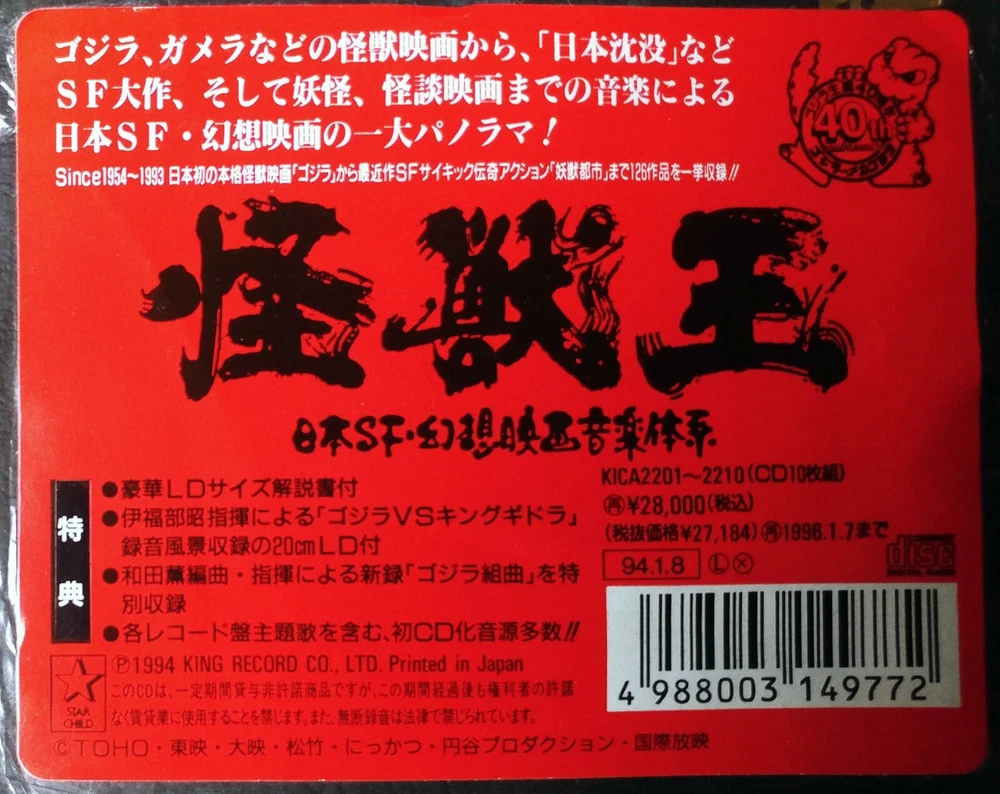 ゴジラ、ガメラなどの怪獣映画から、「日本沈没」など
SF大作、そして妖怪、怪談映画までの音楽による
日本SF・幻想映画の一大パノラマ!
Since1954〜1993 日本初の本格怪獣映画「ゴジラ」から最近作SFサイキック伝奇アクション「妖獣都市」まで126作品を一挙収録!!
40th
怪獣王
日本SF・幻想映画音楽体系
特典
●豪華LDサイズ解説書付
●伊福部昭指揮による「ゴジラVSキングギドラ」
録音風景収録の20cmLD付
●和田薫編曲・指揮による新録「ゴジラ組曲」を特
別収録
●各レコード盤主題歌を含む、初CD化音源多数!!
KICA2201〜2210(CD10枚組)
再¥28,000(税込)
(税抜価格¥27,184)再1996.1.7まで
94.1.8 Ⓛ Ⓧ
disc
DIGITAL AUDIO
4 988003 149772
STAR
CHILD
Ⓟ1994 KING RECORD CO., LTD. Printed in Japan
このCDは、一定期間貸与非許諾商品ですが、この期間経過後も権利者の許諾
なく賃貸業に使用することを禁じます。また、無断録音は法律で禁じられています。
©TOHO・東映・大映・松竹・にっかつ・円谷プロダクション・国際放映